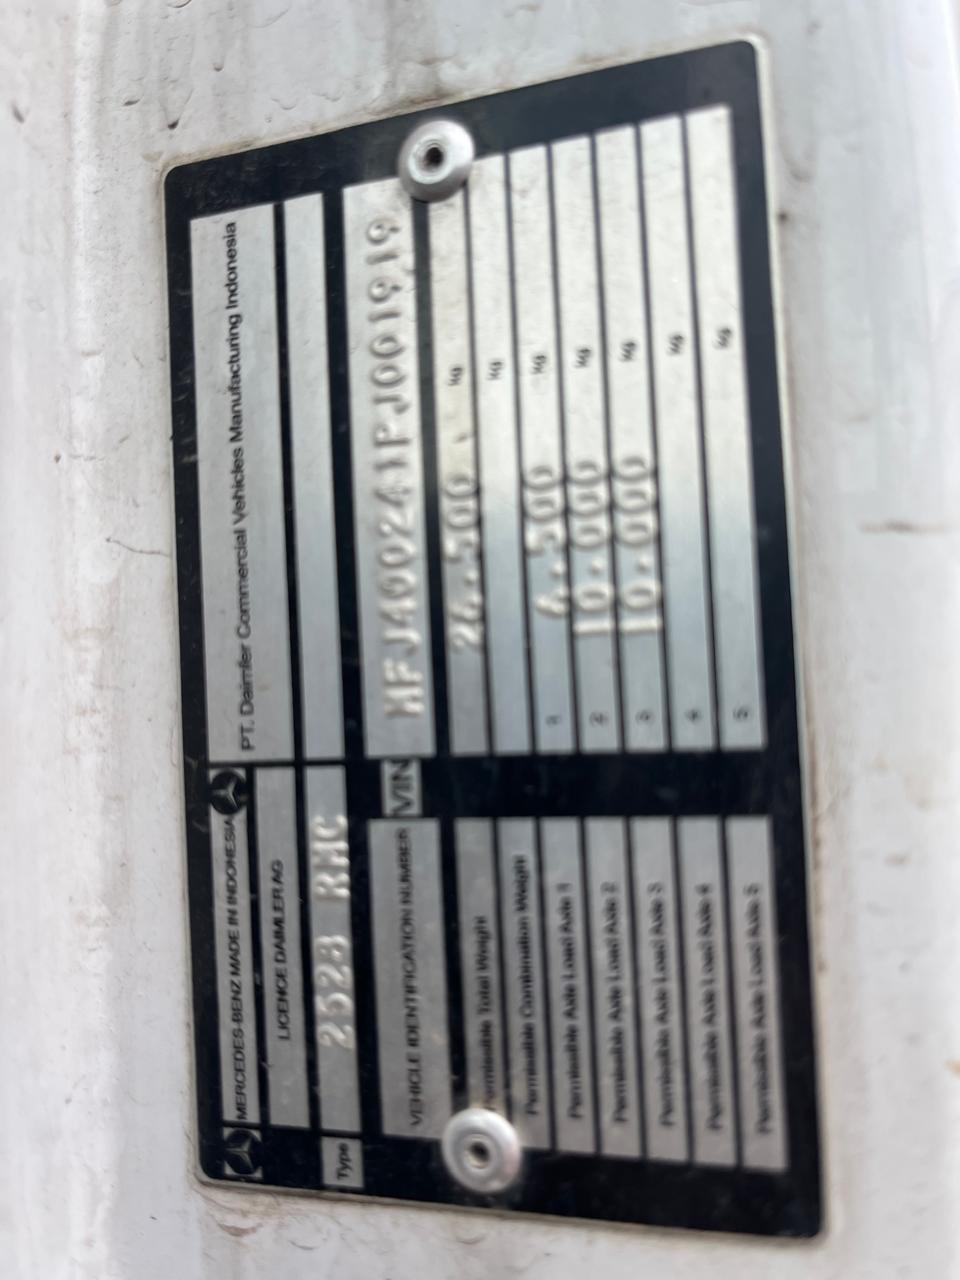 MERCEDES-BENZ MADE IN INDONESIA
PT. Daimler Commercial Vehicles Manufacturing Indonesia
LICENCE DAIMLER AG
Type 2528 RMC
VEHICLE IDENTIFICATION NUMBER VIN MFJ400241PJ001919
Permissible Total Weight 26.500 kg
Permissible Combination Weight kg
Permissible Axle Load Axle 1 1 6.500 kg
Permissible Axle Load Axle 2 2 10.000 kg
Permissible Axle Load Axle 3 3 10.000 kg
Permissible Axle Load Axle 4 4 kg
Permissible Axle Load Axle 5 5 kg